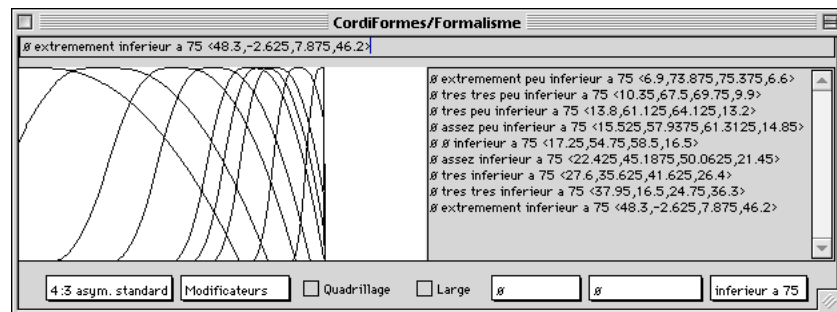 CordiFormes/Formalisme
ø extremement inferieur a 75 <48.3,-2.625,7.875,46.2>
ø extremement peu inferieur a 75 <6.9,73.875,75.375,6.6>
ø tres tres peu inferieur a 75 <10.35,67.5,69.75,9.9>
ø tres peu inferieur a 75 <13.8,61.125,64.125,13.2>
ø assez peu inferieur a 75 <15.525,57.9375,61.3125,14.85>
ø ø inferieur a 75 <17.25,54.75,58.5,16.5>
ø assez inferieur a 75 <22.425,45.1875,50.0625,21.45>
ø tres inferieur a 75 <27.6,35.625,41.625,26.4>
ø tres tres inferieur a 75 <37.95,16.5,24.75,36.3>
ø extremement inferieur a 75 <48.3,-2.625,7.875,46.2>
4:3 asym. standard Modificateurs Quadrillage Large ø ø inferieur a 75